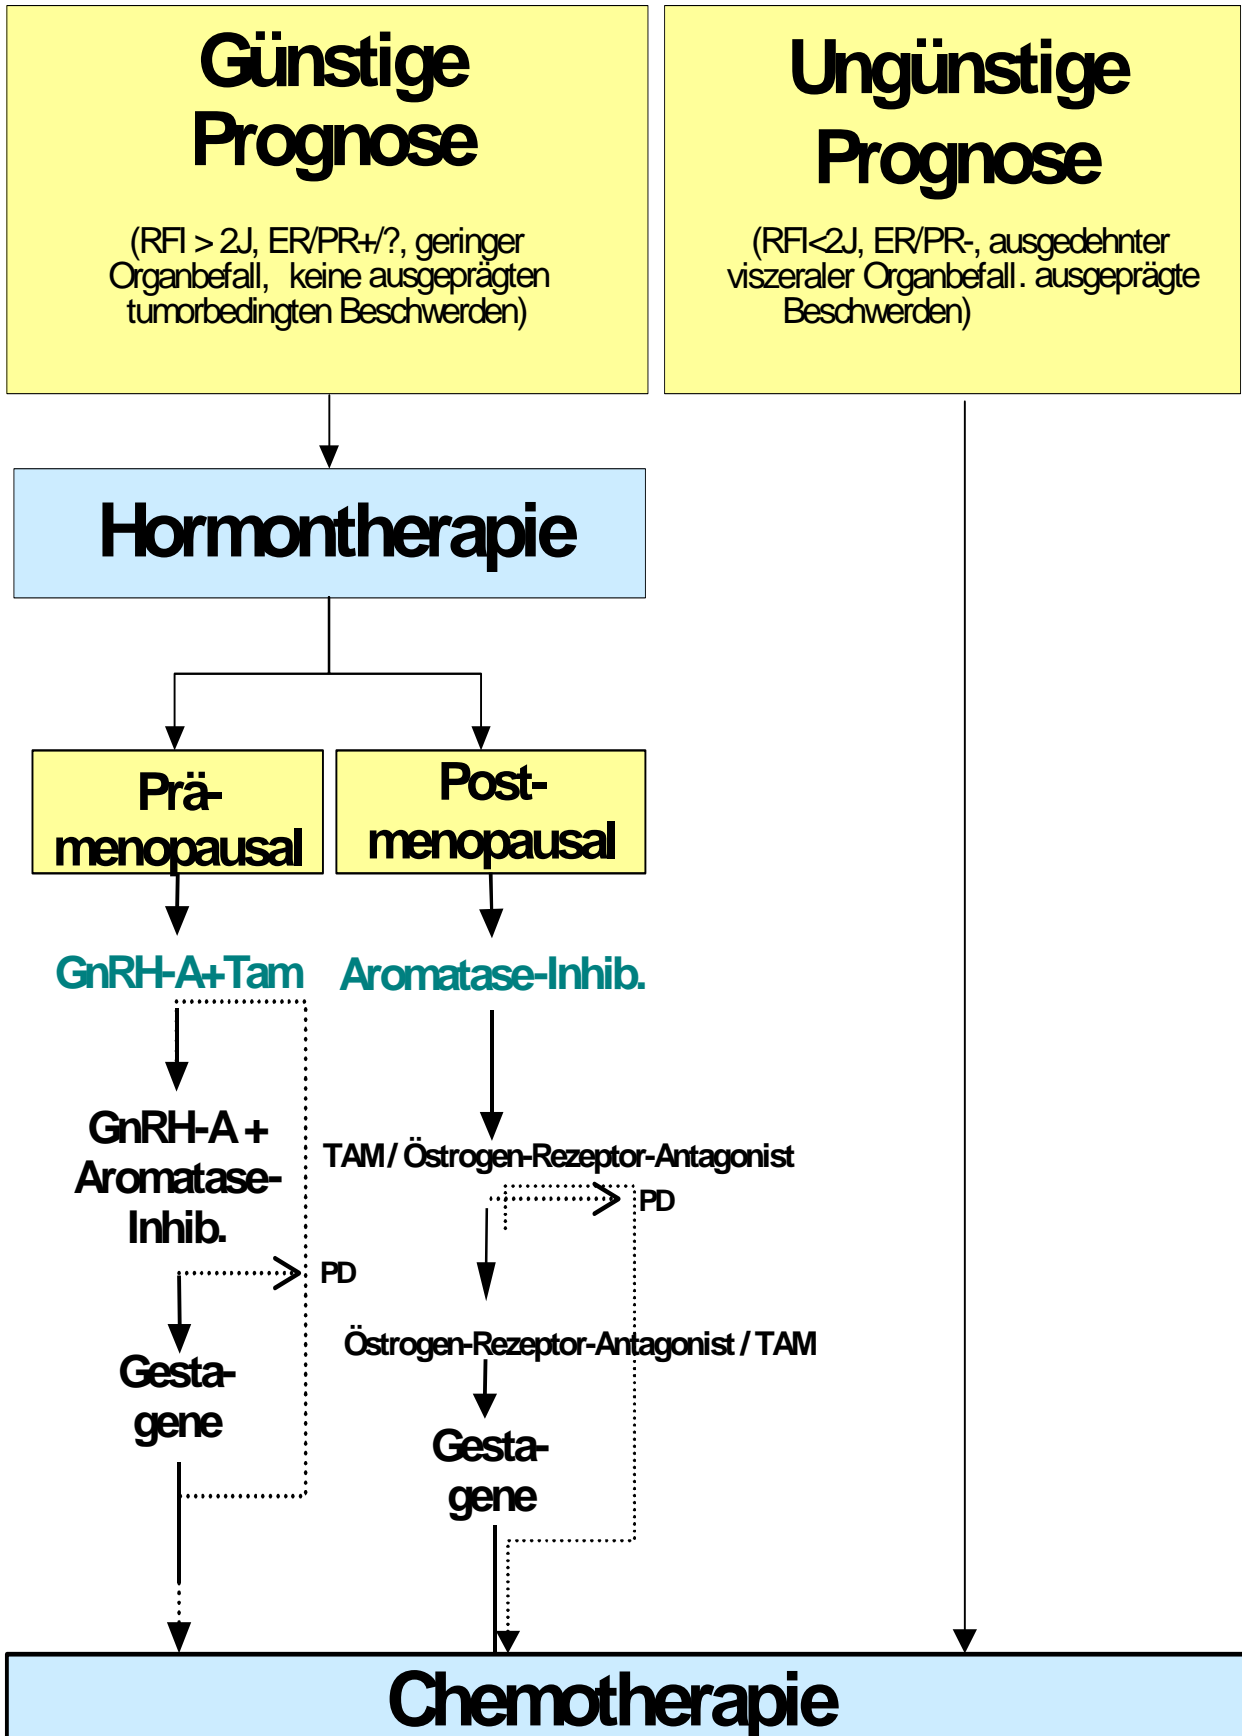 Günstige
Prognose
(RFI > 2J, ER/PR+/?, geringer
Organbefall, keine ausgeprägten
tumorbedingten Beschwerden)
Ungünstige
Prognose
(RFI<2J, ER/PR-, ausgedehnter
viszeraler Organbefall. ausgeprägte
Beschwerden)
Hormontherapie
Prä-
menopausal
Post-
menopausal
GnRH-A+Tam
Aromatase-Inhib.
GnRH-A +
Aromatase-
Inhib.
TAM / Östrogen-Rezeptor-Antagonist
PD
PD
Östrogen-Rezeptor-Antagonist / TAM
Gesta-
gene
Gesta-
gene
Chemotherapie